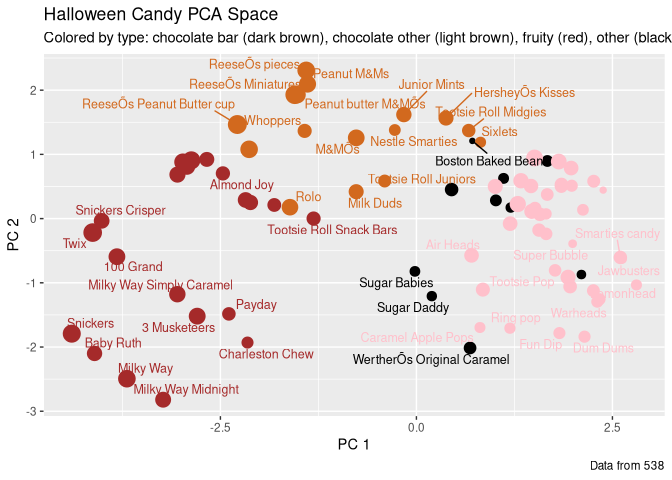 Halloween Candy PCA Space
Colored by type: chocolate bar (dark brown), chocolate other (light brown), fruity (red), other (black
ReeseÕs pieces
Peanut M&Ms
ReeseÕs Miniatures
Junior Mints
HersheyÕs Kisses
ReeseÕs Peanut Butter cup
Peanut butter M&MÕs
Tootsie Roll Midgies
Whoppers
Sixlets
Nestle Smarties
M&MÕs
Boston Baked Beans
Almond Joy
Tootsie Roll Juniors
Rolo
Milk Duds
Snickers Crisper
Tootsie Roll Snack Bars
Smarties candy
Twix
Air Heads
Super Bubble
100 Grand
Jawbusters
Milky Way Simply Caramel
Sugar Babies
Tootsie Pop
Lemonhead
Payday
Sugar Daddy
Warheads
Snickers
3 Musketeers
Ring pop
Baby Ruth
Caramel Apple Pops
Fun Dip
Dum Dums
Charleston Chew
WertherÕs Original Caramel
Milky Way
Milky Way Midnight
PC 2
2
1
0
-1
-2
-3
-2.5
0.0
2.5
PC 1
Data from 538